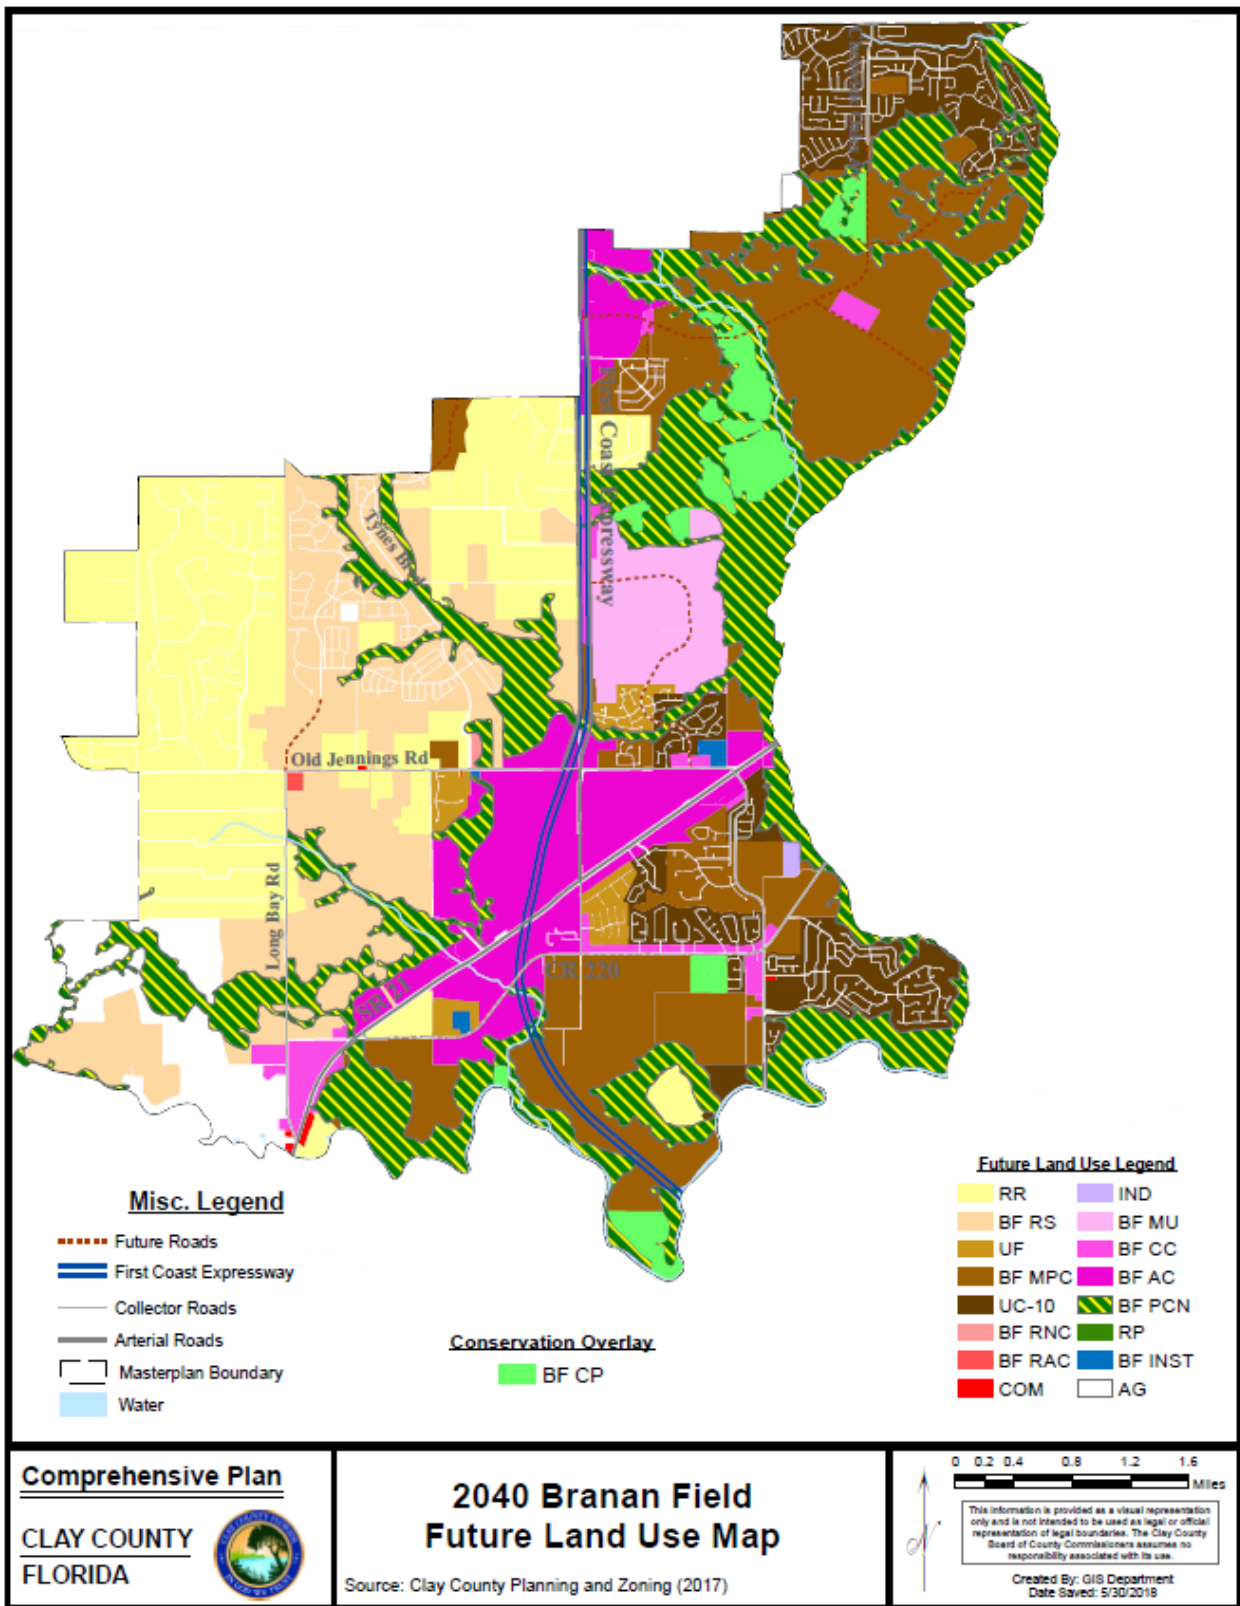 First Coast Expressway
Tynes Blvd
Old Jennings Rd
Long Bay Rd
SR 21
CR 220
Misc. Legend
Future Roads
First Coast Expressway
Collector Roads
Arterial Roads
Masterplan Boundary
Water
Conservation Overlay
BF CP
Future Land Use Legend
RR
IND
BF RS
BF MU
UF
BF CC
BF MPC
BF AC
UC-10
BF PCN
BF RNC
RP
BF RAC
BF INST
COM
AG
Comprehensive Plan
CLAY COUNTY
FLORIDA
2040 Branan Field
Future Land Use Map
Source: Clay County Planning and Zoning (2017)
0 0.2 0.4 0.8 1.2 1.6
Miles
This information is provided as a visual representation
only and is not intended to be used as legal or official
representation of legal boundaries. The Clay County
Board of County Commissioners assumes no
responsibility associated with its use.
Created By: GIS Department
Date Saved: 5/30/2018